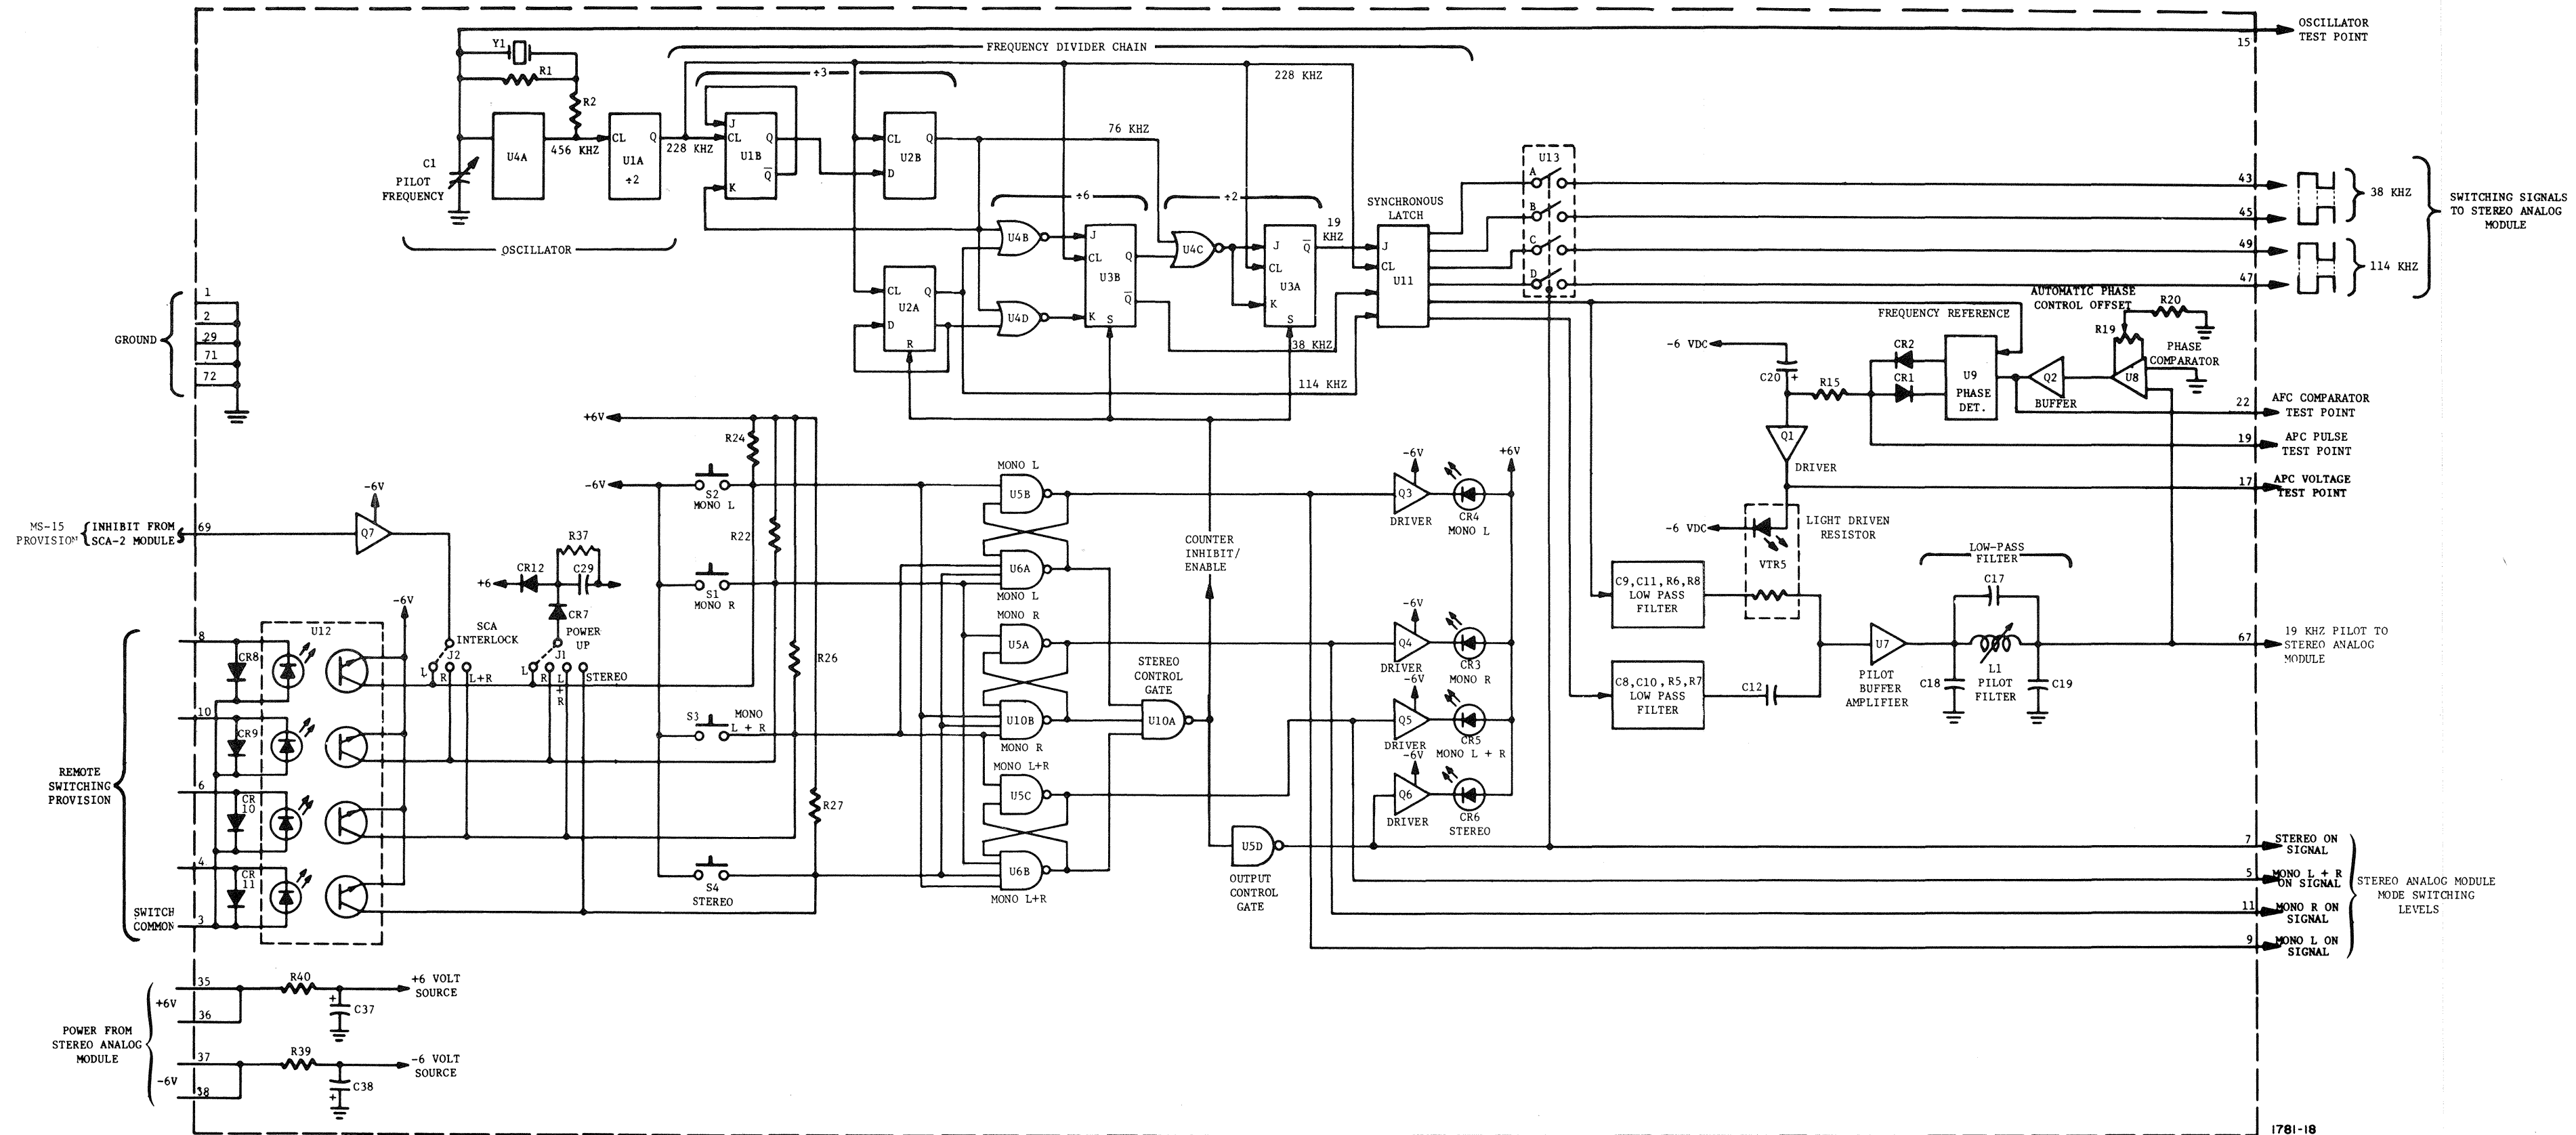 OSCILLATOR
TEST POINT
15
Y1
R1
R2
FREQUENCY DIVIDER CHAIN
÷3
228 KHZ
C1
PILOT
FREQUENCY
U4A
456 KHZ
CL Q
U1A
÷2
228 KHZ
J
CL Q
U1B
Q
K
CL Q
U2B
D
76 KHZ
OSCILLATOR
÷6
÷2
U4B
U4D
CL Q
U2A
D
R
J
CL
Q
U3B
Q
K
S
U4C
J Q
CL
U3A
K
S
19
KHZ
38 KHZ
114 KHZ
SYNCHRONOUS
LATCH
J
CL
U11
U13
A
B
C
D
43
45
49
47
38 KHZ
114 KHZ
SWITCHING SIGNALS
TO STEREO ANALOG
MODULE
GROUND
1
2
29
71
72
AUTOMATIC PHASE
CONTROL OFFSET
R20
R19
FREQUENCY REFERENCE
PHASE
COMPARATOR
-6 VDC
C20
+
R15
CR2
CR1
U9
PHASE
DET.
Q2
BUFFER
U8
22
AFC COMPARATOR
TEST POINT
19
APC PULSE
TEST POINT
17
APC VOLTAGE
TEST POINT
Q1
DRIVER
-6 VDC
LIGHT DRIVEN
RESISTOR
VTR5
LOW-PASS
FILTER
C17
C9,C11,R6,R8
LOW PASS
FILTER
C8,C10, R5,R7
LOW PASS
FILTER
C12
U7
PILOT
BUFFER
AMPLIFIER
C18
L1
PILOT
FILTER
C19
67
19 KHZ PILOT TO
STEREO ANALOG
MODULE
+6V
-6V
R24
R22
R26
R27
S2
MONO L
S1
MONO R
S3
MONO
L + R
S4
STEREO
MS-15
PROVISION
INHIBIT FROM
SCA-2 MODULE
69
-6V
Q7
R37
CR12
+6
C29
CR7
POWER
UP
SCA
INTERLOCK
J2
L R L+R
J1
L R
L
+
R
STEREO
-6V
U12
8
CR8
10
CR9
6
CR
10
4
CR
11
3
REMOTE
SWITCHING
PROVISION
SWITCH
COMMON
MONO L
U5B
U6A
MONO L
MONO R
U5A
U10B
MONO R
MONO L+R
U5C
U6B
MONO L+R
COUNTER
INHIBIT/
ENABLE
STEREO
CONTROL
GATE
U10A
U5D
OUTPUT
CONTROL
GATE
-6V
+6V
Q3
DRIVER
CR4
MONO L
-6V
Q4
DRIVER
CR3
MONO R
-6V
Q5
DRIVER
CR5
MONO L + R
-6V
Q6
DRIVER
CR6
STEREO
7
STEREO ON
SIGNAL
5
MONO L + R
ON SIGNAL
11
MONO R ON
SIGNAL
9
MONO L ON
SIGNAL
STEREO ANALOG MODULE
MODE SWITCHING
LEVELS
POWER FROM
STEREO ANALOG
MODULE
+6V
35
36
R40
+
C37
+6 VOLT
SOURCE
-6V
37
38
R39
C38
+
-6 VOLT
SOURCE
1781-18